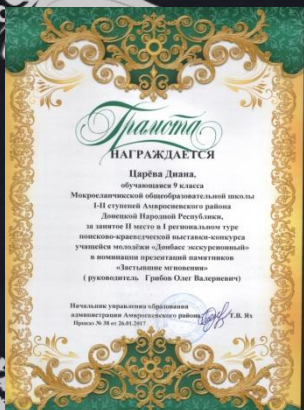 Грамота
НАГРАЖДАЕТСЯ
Царёва Диана,
обучающаяся 9 класса
Мокроеланчикской общеобразовательной школы
I-II ступеней Амвросиевского района
Донецкой Народной Республики,
за занятое II место в I региональном туре
поисково-краеведческой выставки-конкурса
учащейся молодёжи «Донбасс экскурсионный»
в номинации презентаций памятников
«Застывшие мгновения»
( руководитель Грибов Олег Валериевич)
Начальник управления образования
администрации Амвросиевского района Т.В. Ях
Приказ № 38 от 26.01.2017